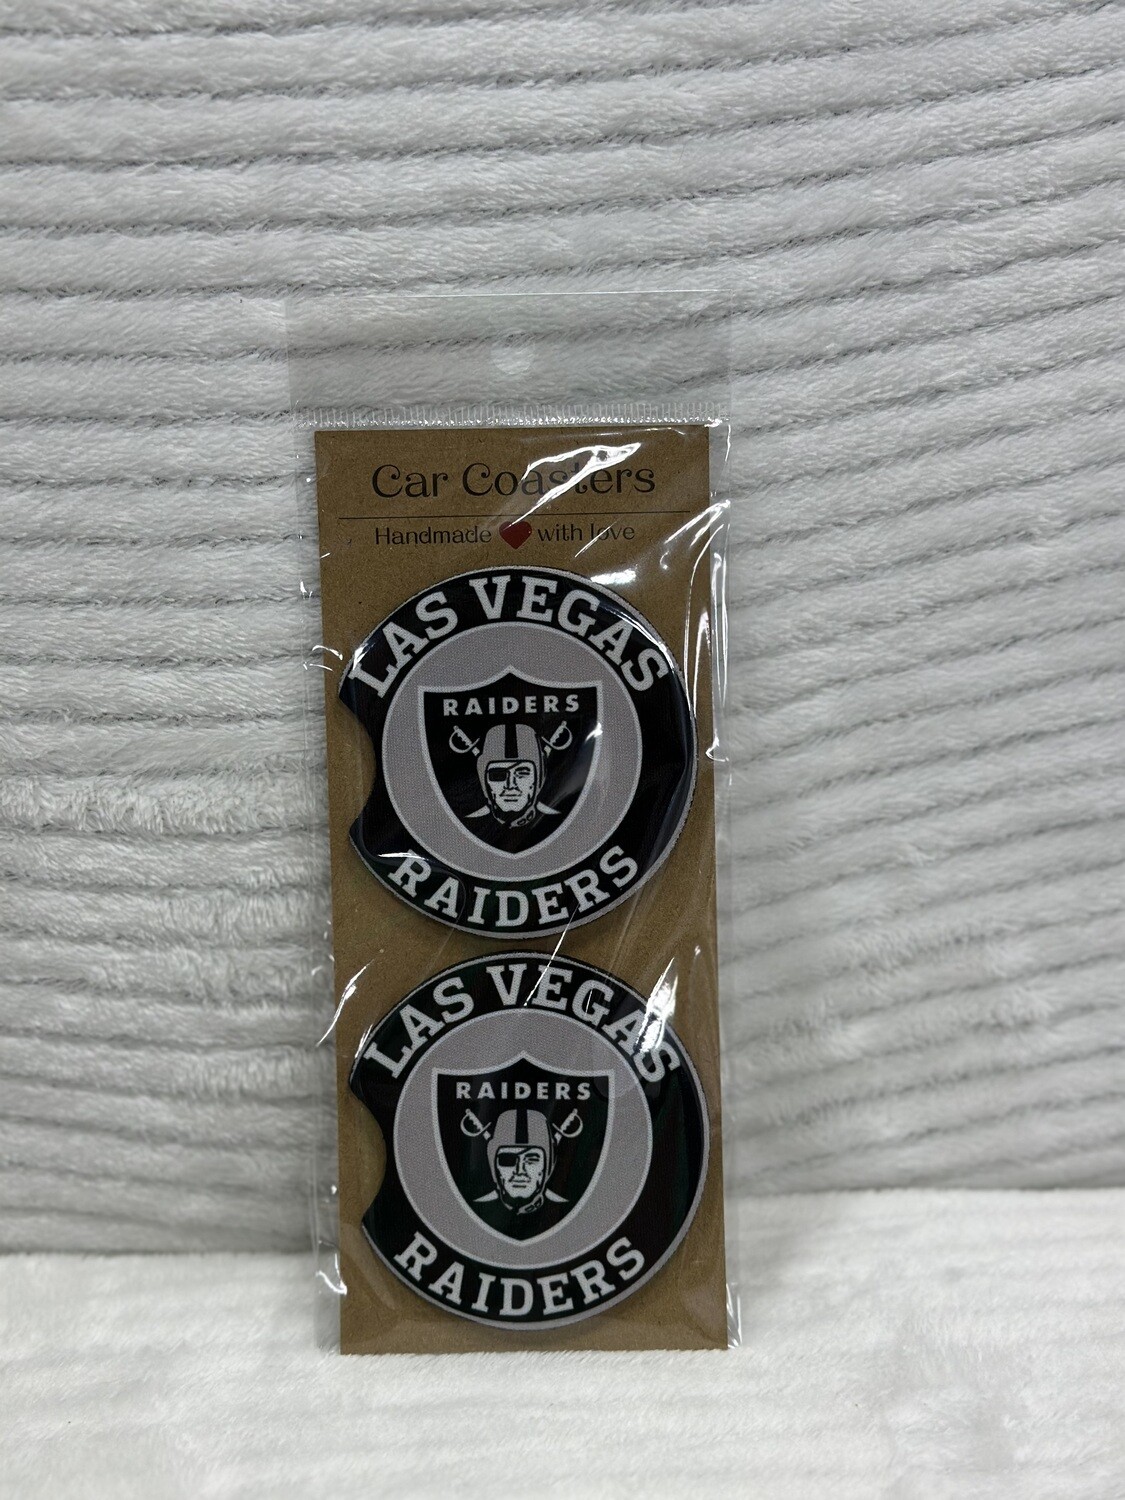 Car Coasters
Handmade with love
LAS VEGAS
RAIDERS
RAIDERS
LAS VEGAS
RAIDERS
RAIDERS